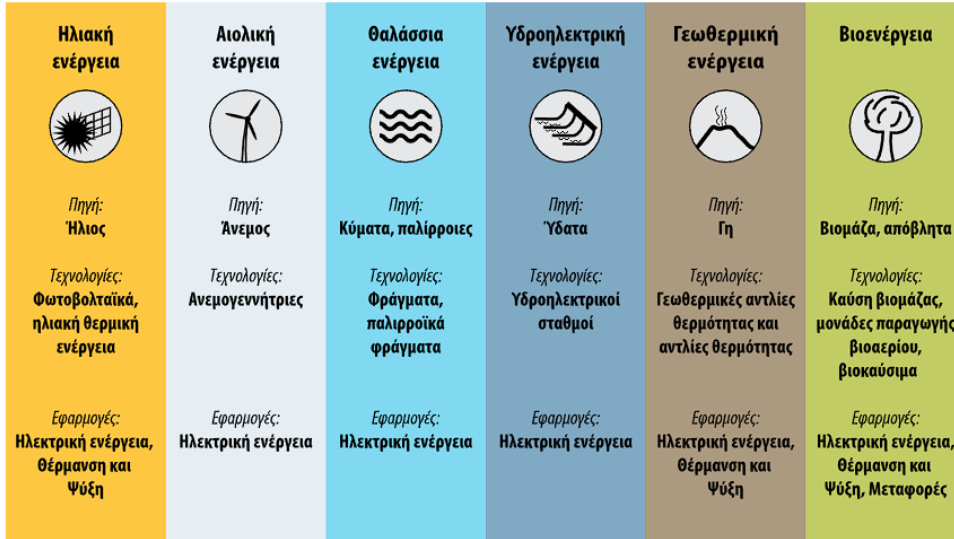 Ηλιακή
ενέργεια
Πηγή:
Ήλιος
Τεχνολογίες:
Φωτοβολταϊκά,
ηλιακή θερμική
ενέργεια
Εφαρμογές:
Ηλεκτρική ενέργεια,
Θέρμανση και
Ψύξη
Αιολική
ενέργεια
Πηγή:
Άνεμος
Τεχνολογίες:
Ανεμογεννήτριες
Εφαρμογές:
Ηλεκτρική ενέργεια
Θαλάσσια
ενέργεια
Πηγή:
Κύματα, παλίρροιες
Τεχνολογίες:
Φράγματα,
παλιρροϊκά
φράγματα
Εφαρμογές:
Ηλεκτρική ενέργεια
Υδροηλεκτρική
ενέργεια
Πηγή:
Ύδατα
Τεχνολογίες:
Υδροηλεκτρικοί
σταθμοί
Εφαρμογές:
Ηλεκτρική ενέργεια
Γεωθερμική
ενέργεια
Πηγή:
Γη
Τεχνολογίες:
Γεωθερμικές αντλίες
θερμότητας και
αντλίες θερμότητας
Εφαρμογές:
Ηλεκτρική ενέργεια,
Θέρμανση και
Ψύξη
Βιοενέργεια
Πηγή:
Βιομάζα, απόβλητα
Τεχνολογίες:
Καύση βιομάζας,
μονάδες παραγωγής
βιοαερίου,
βιοκαύσιμα
Εφαρμογές:
Ηλεκτρική ενέργεια,
Θέρμανση και
Ψύξη, Μεταφορές